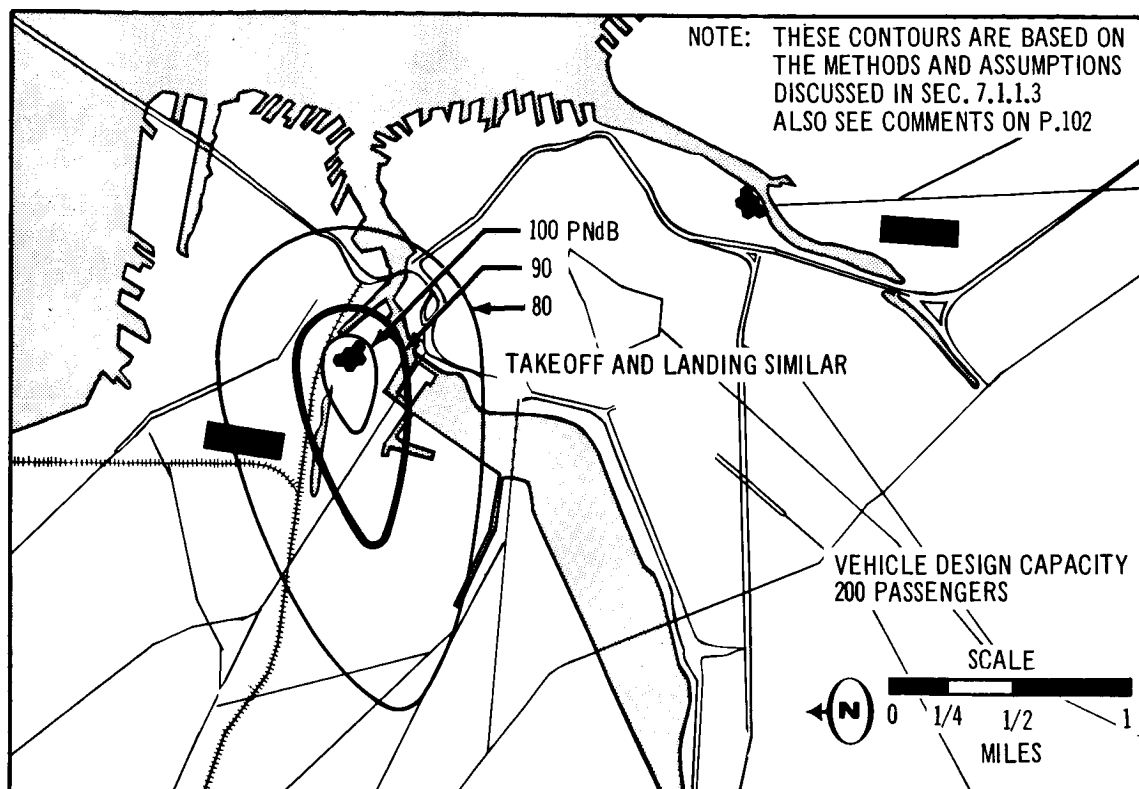 NOTE: THESE CONTOURS ARE BASED ON
THE METHODS AND ASSUMPTIONS
DISCUSSED IN SEC. 7.1.1.3
ALSO SEE COMMENTS ON P.102
100 PNdB
90
80
TAKEOFF AND LANDING SIMILAR
VEHICLE DESIGN CAPACITY
200 PASSENGERS
SCALE
N
0 1/4 1/2 1
MILES